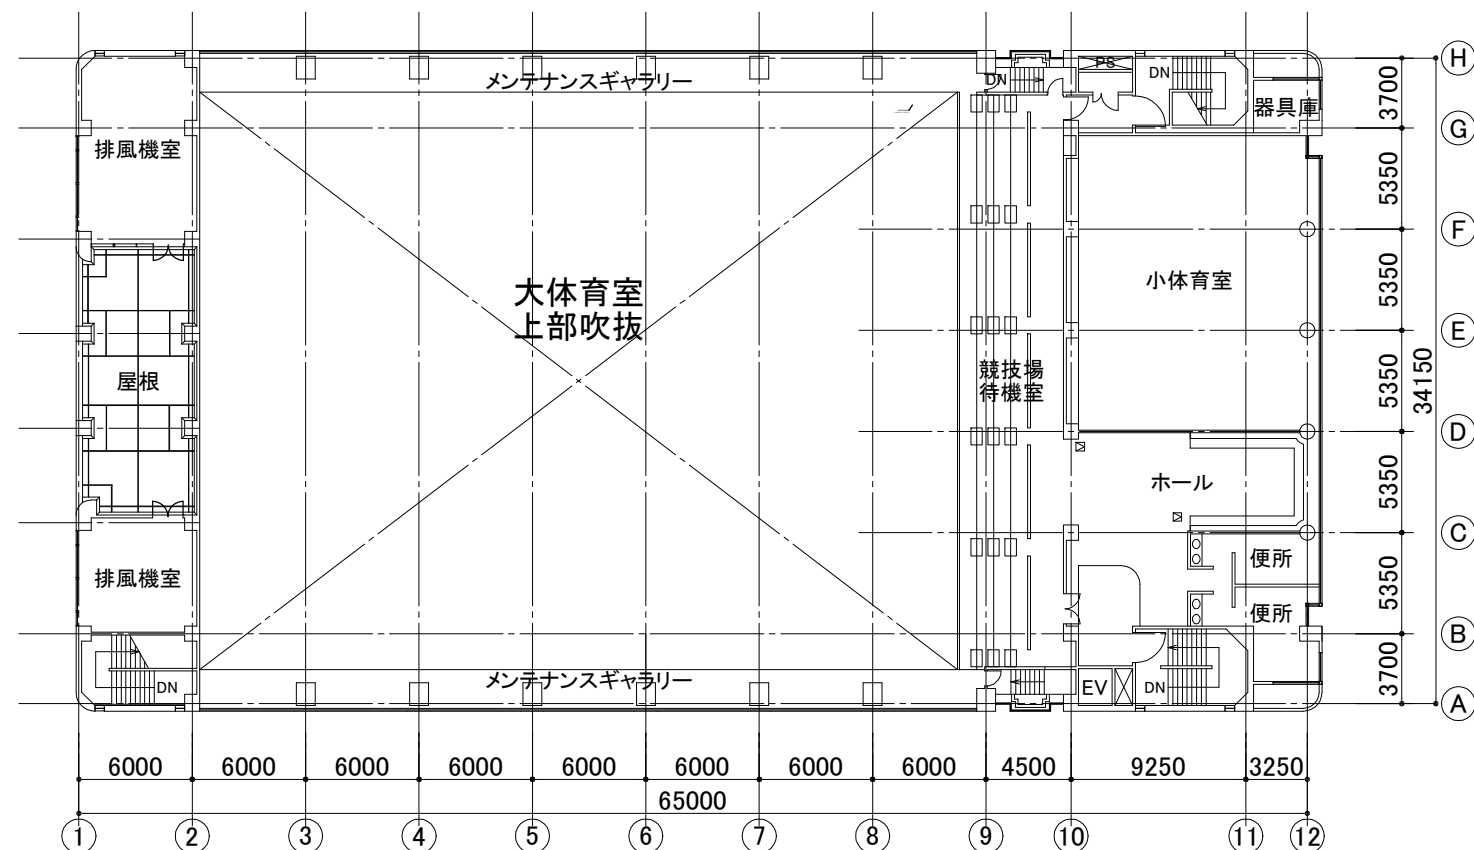 H
PS
DN
DN
メンテナンスギャラリー
器具庫
3700
G
排風機室
5350
F
小体育室
大体育室
上部吹抜
5350
E
競技場
待機室
屋根
5350
34150
D
ホール
5350
C
便所
排風機室
5350
便所
B
メンテナンスギャラリー
DN
EV
DN
3700
A
6000
6000
6000
6000
6000
6000
6000
6000
4500
9250
3250
65000
1
2
3
4
5
6
7
8
9
10
11
12